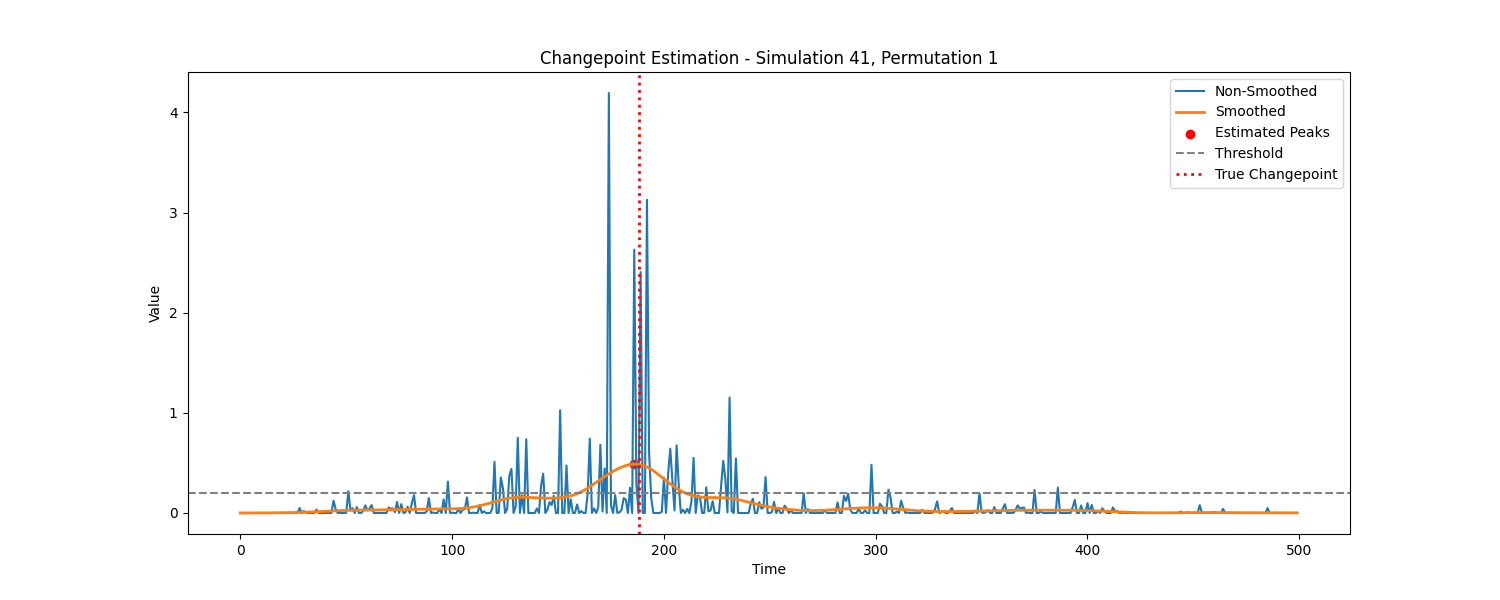 Changepoint Estimation - Simulation 41, Permutation 1
Non-Smoothed
Smoothed
Estimated Peaks
Threshold
True Changepoint
Value
4
3
2
1
0
0 100 200 300 400 500
Time